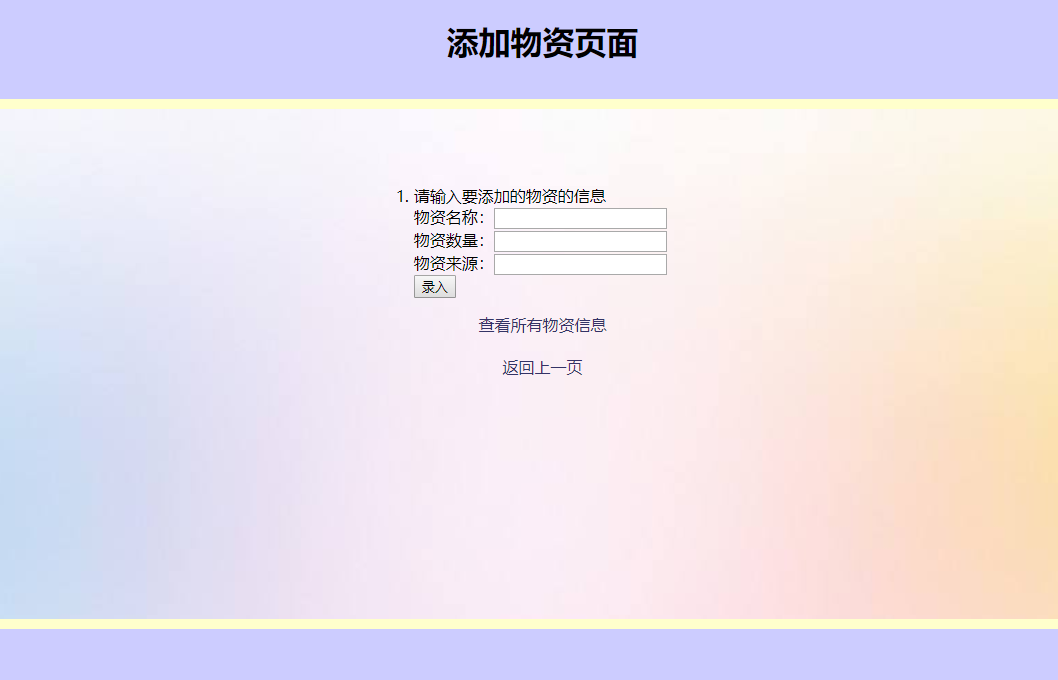 添加物资页面
1. 请输入要添加的物资的信息
物资名称：
物资数量：
物资来源：
录入
查看所有物资信息
返回上一页